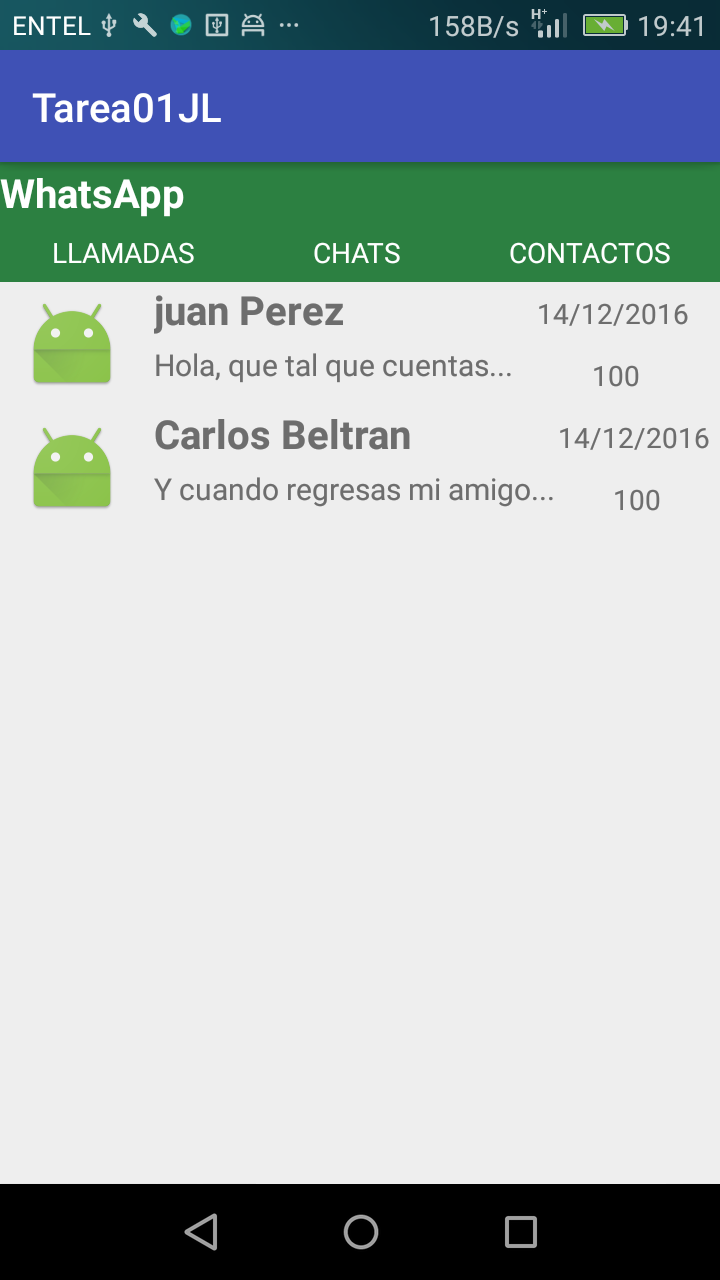 ENTEL 158B/s H+ 19:41
Tarea01JL
WhatsApp
LLAMADAS CHATS CONTACTOS
juan Perez 14/12/2016
Hola, que tal que cuentas... 100
Carlos Beltran 14/12/2016
Y cuando regresas mi amigo... 100